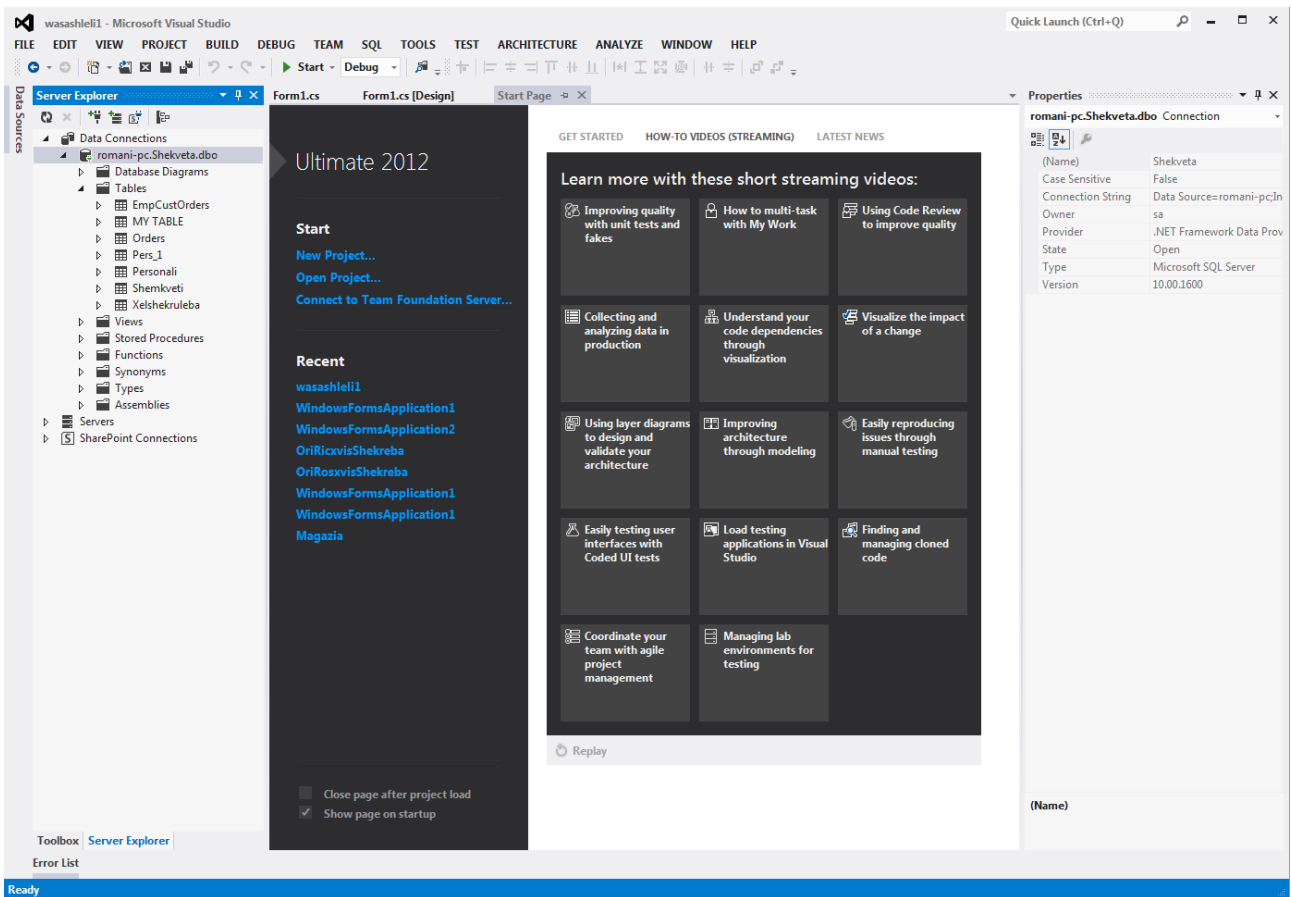 wasashleli1 - Microsoft Visual Studio
Quick Launch (Ctrl+Q)
FILE EDIT VIEW PROJECT BUILD DEBUG TEAM SQL TOOLS TEST ARCHITECTURE ANALYZE WINDOW HELP
Start Debug
Data Sources
Server Explorer
Data Connections
romani-pc.Shekveta.dbo
Database Diagrams
Tables
EmpCustOrders
MY TABLE
Orders
Pers_1
Personali
Shemkveti
Xelshekruleba
Views
Stored Procedures
Functions
Synonyms
Types
Assemblies
Servers
SharePoint Connections
Toolbox Server Explorer
Form1.cs Form1.cs [Design] Start Page
Ultimate 2012
Start
New Project...
Open Project...
Connect to Team Foundation Server...
Recent
wasashleli1
WindowsFormsApplication1
WindowsFormsApplication2
OriRicxvisShekreba
OriRosxvisShekreba
WindowsFormsApplication1
WindowsFormsApplication1
Magazia
Close page after project load
Show page on startup
GET STARTED HOW-TO VIDEOS (STREAMING) LATEST NEWS
Learn more with these short streaming videos:
Improving quality
with unit tests and
fakes
How to multi-task
with My Work
Using Code Review
to improve quality
Collecting and
analyzing data in
production
Understand your
code dependencies
through
visualization
Visualize the impact
of a change
Using layer diagrams
to design and
validate your
architecture
Improving
architecture
through modeling
Easily reproducing
issues through
manual testing
Easily testing user
interfaces with
Coded UI tests
Load testing
applications in Visual
Studio
Finding and
managing cloned
code
Coordinate your
team with agile
project
management
Managing lab
environments for
testing
Replay
Properties
romani-pc.Shekveta.dbo Connection
(Name) Shekveta
Case Sensitive False
Connection String Data Source=romani-pc;In
Owner sa
Provider .NET Framework Data Prov
State Open
Type Microsoft SQL Server
Version 10.00.1600
(Name)
Error List
Ready